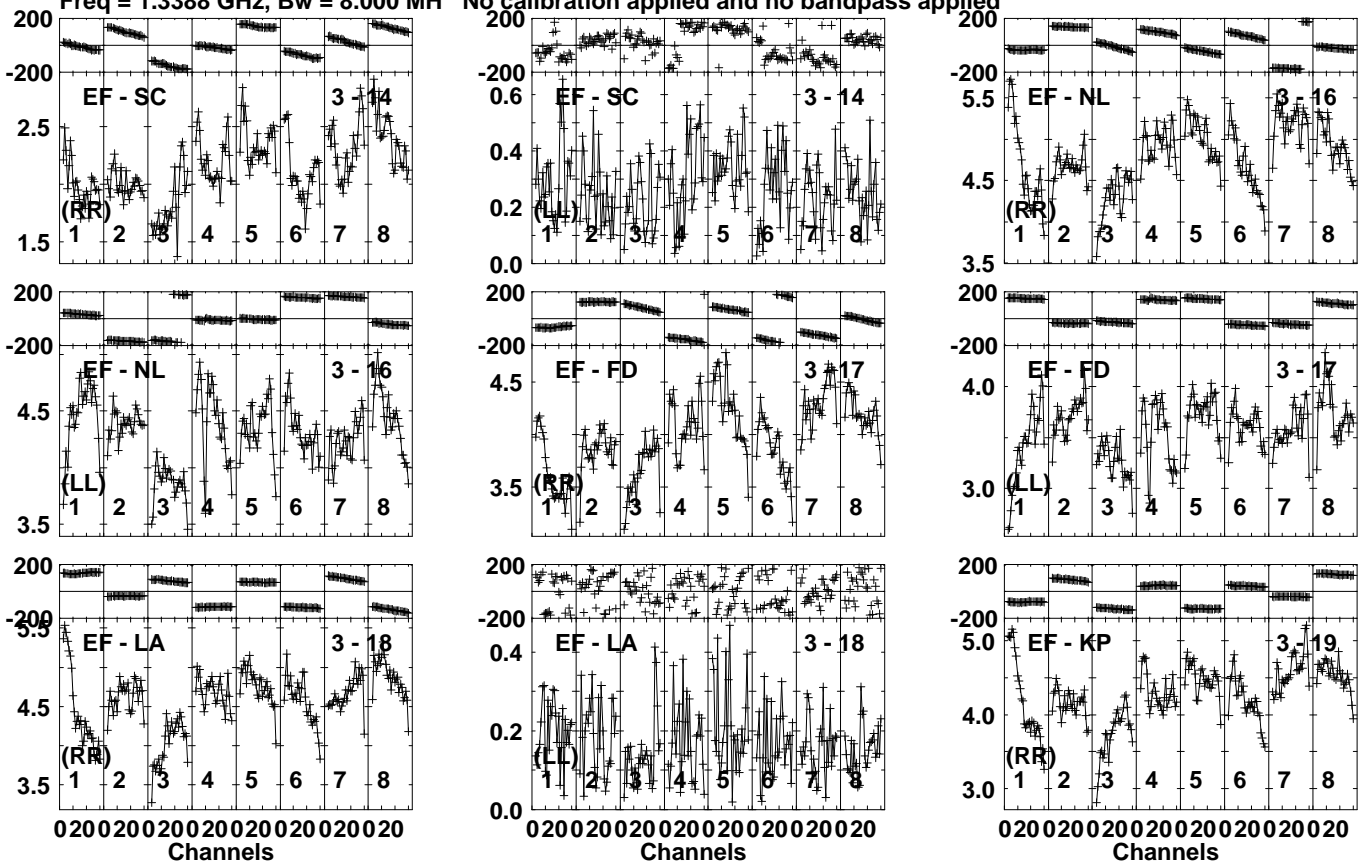 Freq = 1.3388 GHz, Bw = 8.000 MH No calibration applied and no bandpass applied
200
-200
EF - SC 3 - 14
2.5
1.5
(RR)
1 2 3 4 5 6 7 8
200
-200
EF - SC 3 - 14
0.6
0.4
0.2
0.0
(LL)
1 2 3 4 5 6 7 8
200
-200
EF - NL 3 - 16
5.5
4.5
3.5
(RR)
1 2 3 4 5 6 7 8
200
-200
EF - NL 3 - 16
4.5
3.5
(LL)
1 2 3 4 5 6 7 8
200
-200
EF - FD 3 - 17
4.5
3.5
(RR)
1 2 3 4 5 6 7 8
200
-200
EF - FD 3 - 17
4.0
3.0
(LL)
1 2 3 4 5 6 7 8
200
-200
EF - LA 3 - 18
5.5
4.5
3.5
(RR)
1 2 3 4 5 6 7 8
020020020020020020020020
Channels
200
-200
EF - LA 3 - 18
0.4
0.2
0.0
(LL)
1 2 3 4 5 6 7 8
020020020020020020020020
Channels
200
-200
EF - KP 3 - 19
5.0
4.0
3.0
(RR)
1 2 3 4 5 6 7 8
020020020020020020020020
Channels